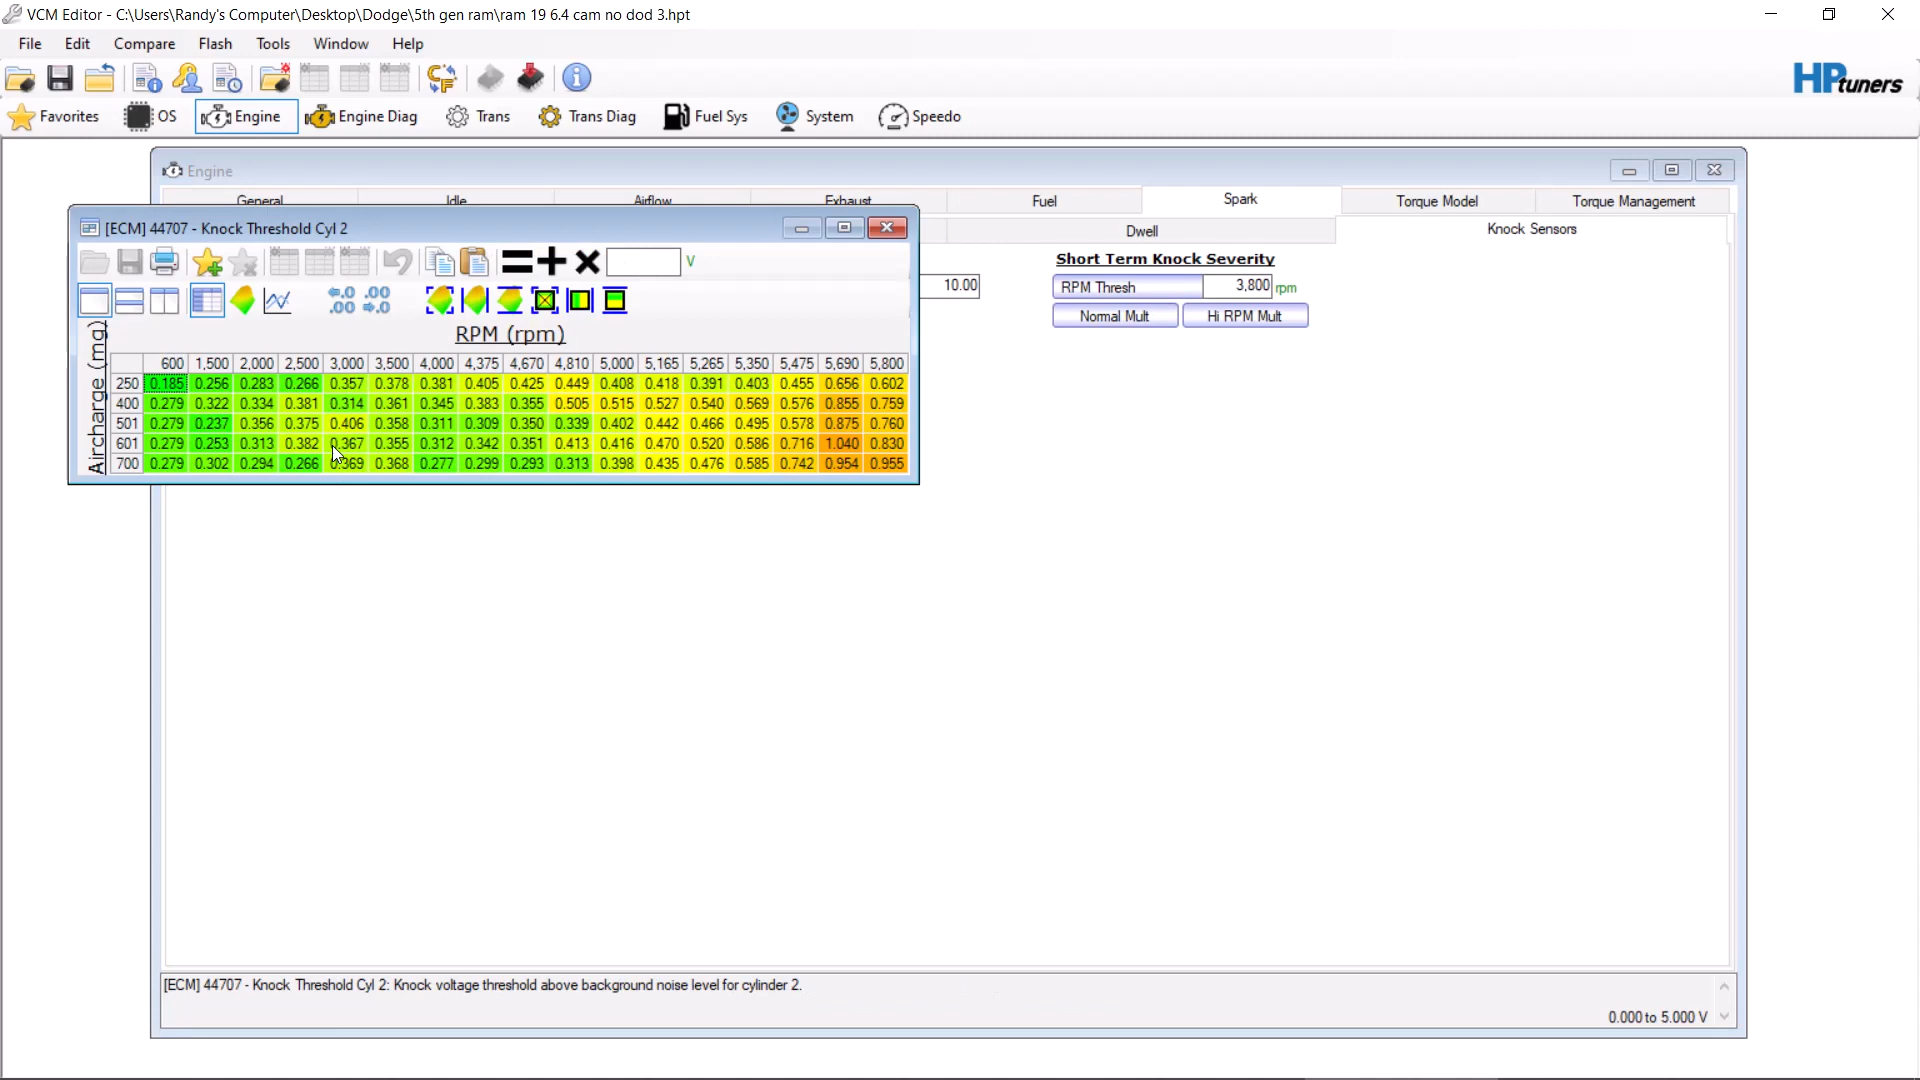 VCM Editor - C:\Users\Randy's Computer\Desktop\Dodge\5th gen ram\ram 19 6.4 cam no dod 3.hpt
File Edit Compare Flash Tools Window Help
HPtuners
Favorites OS Engine Engine Diag Trans Trans Diag Fuel Sys System Speedo
Engine
General Idle Airflow Exhaust Fuel Spark Torque Model Torque Management
Dwell Knock Sensors
[ECM] 44707 - Knock Threshold Cyl 2
V
.0 .00
.00 .0
10.00
Short Term Knock Severity
RPM Thresh 3,800 rpm
Normal Mult Hi RPM Mult
RPM (rpm)
Aircharge (mg)
600 1,500 2,000 2,500 3,000 3,500 4,000 4,375 4,670 4,810 5,000 5,165 5,265 5,350 5,475 5,690 5,800
250 0.185 0.256 0.283 0.266 0.357 0.378 0.381 0.405 0.425 0.449 0.408 0.418 0.391 0.403 0.455 0.656 0.602
400 0.279 0.322 0.334 0.381 0.314 0.361 0.345 0.383 0.355 0.505 0.515 0.527 0.540 0.569 0.576 0.855 0.759
501 0.279 0.237 0.356 0.375 0.406 0.358 0.311 0.309 0.350 0.339 0.402 0.442 0.466 0.495 0.578 0.875 0.760
601 0.279 0.253 0.313 0.382 0.367 0.355 0.312 0.342 0.351 0.413 0.416 0.470 0.520 0.586 0.716 1.040 0.830
700 0.279 0.302 0.294 0.266 0.369 0.368 0.277 0.299 0.293 0.313 0.398 0.435 0.476 0.585 0.742 0.954 0.955
[ECM] 44707 - Knock Threshold Cyl 2: Knock voltage threshold above background noise level for cylinder 2.
0.000 to 5.000 V